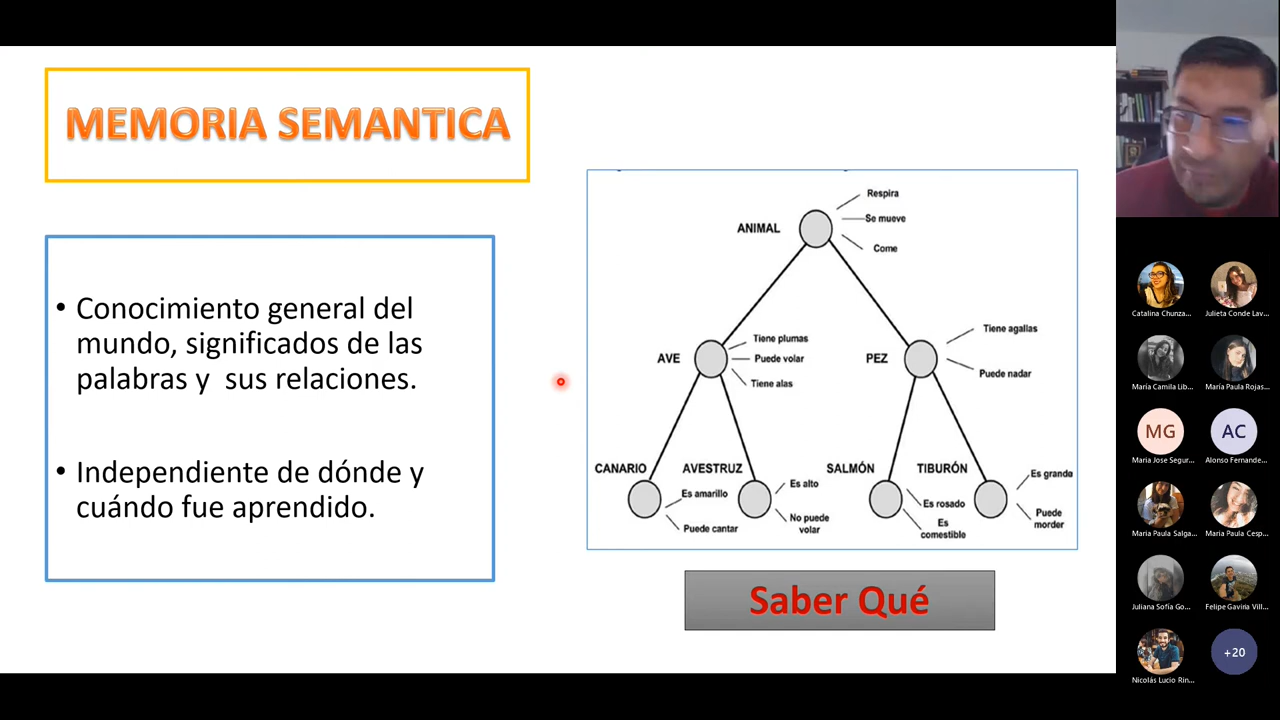 MEMORIA SEMANTICA
• Conocimiento general del
mundo, significados de las
palabras y sus relaciones.
• Independiente de dónde y
cuándo fue aprendido.
ANIMAL
Respira
Se mueve
Come
AVE
Tiene plumas
Puede volar
Tiene alas
PEZ
Tiene agallas
Puede nadar
CANARIO
Es amarillo
Puede cantar
AVESTRUZ
Es alto
No puede
volar
SALMÓN
Es rosado
Es
comestible
TIBURÓN
Es grande
Puede
morder
Saber Qué
Catalina Chunza...
Julieta Conde Lav...
María Camila Lib...
María Paula Rojas...
MG
Maria Jose Segur...
AC
Alonso Fernande...
Maria Paula Salga...
Maria Paula Cesp...
Juliana Sofía Go...
Felipe Gaviria Vill...
Nicolás Lucio Rin...
+20